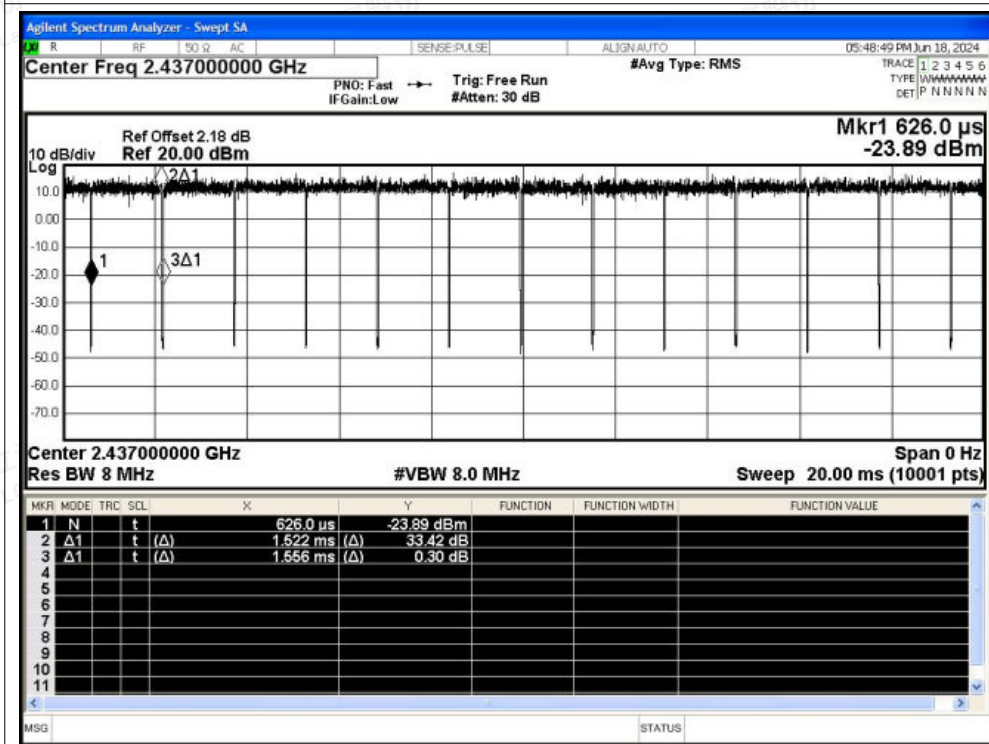 Agilent Spectrum Analyzer - Swept SA
R RF 50 Ω AC SENSE:PULSE ALIGN AUTO 05:48:49 PM Jun 18, 2024
Center Freq 2.437000000 GHz #Avg Type: RMS TRACE 1 2 3 4 5 6
PNO: Fast Trig: Free Run TYPE WWWWWW
IFGain:Low #Atten: 30 dB DET P N N N N N
Mkr1 626.0 µs
Ref Offset 2.18 dB
10 dB/div Ref 20.00 dBm -23.89 dBm
Log
2Δ1
10.0
0.00
-10.0
1 3Δ1
-20.0
-30.0
-40.0
-50.0
-60.0
-70.0
Center 2.437000000 GHz Span 0 Hz
Res BW 8 MHz #VBW 8.0 MHz Sweep 20.00 ms (10001 pts)
MKR MODE TRC SCL X Y FUNCTION FUNCTION WIDTH FUNCTION VALUE
1 N t 626.0 µs -23.89 dBm
2 Δ1 t (Δ) 1.522 ms (Δ) 33.42 dB
3 Δ1 t (Δ) 1.556 ms (Δ) 0.30 dB
4
5
6
7
8
9
10
11
MSG STATUS